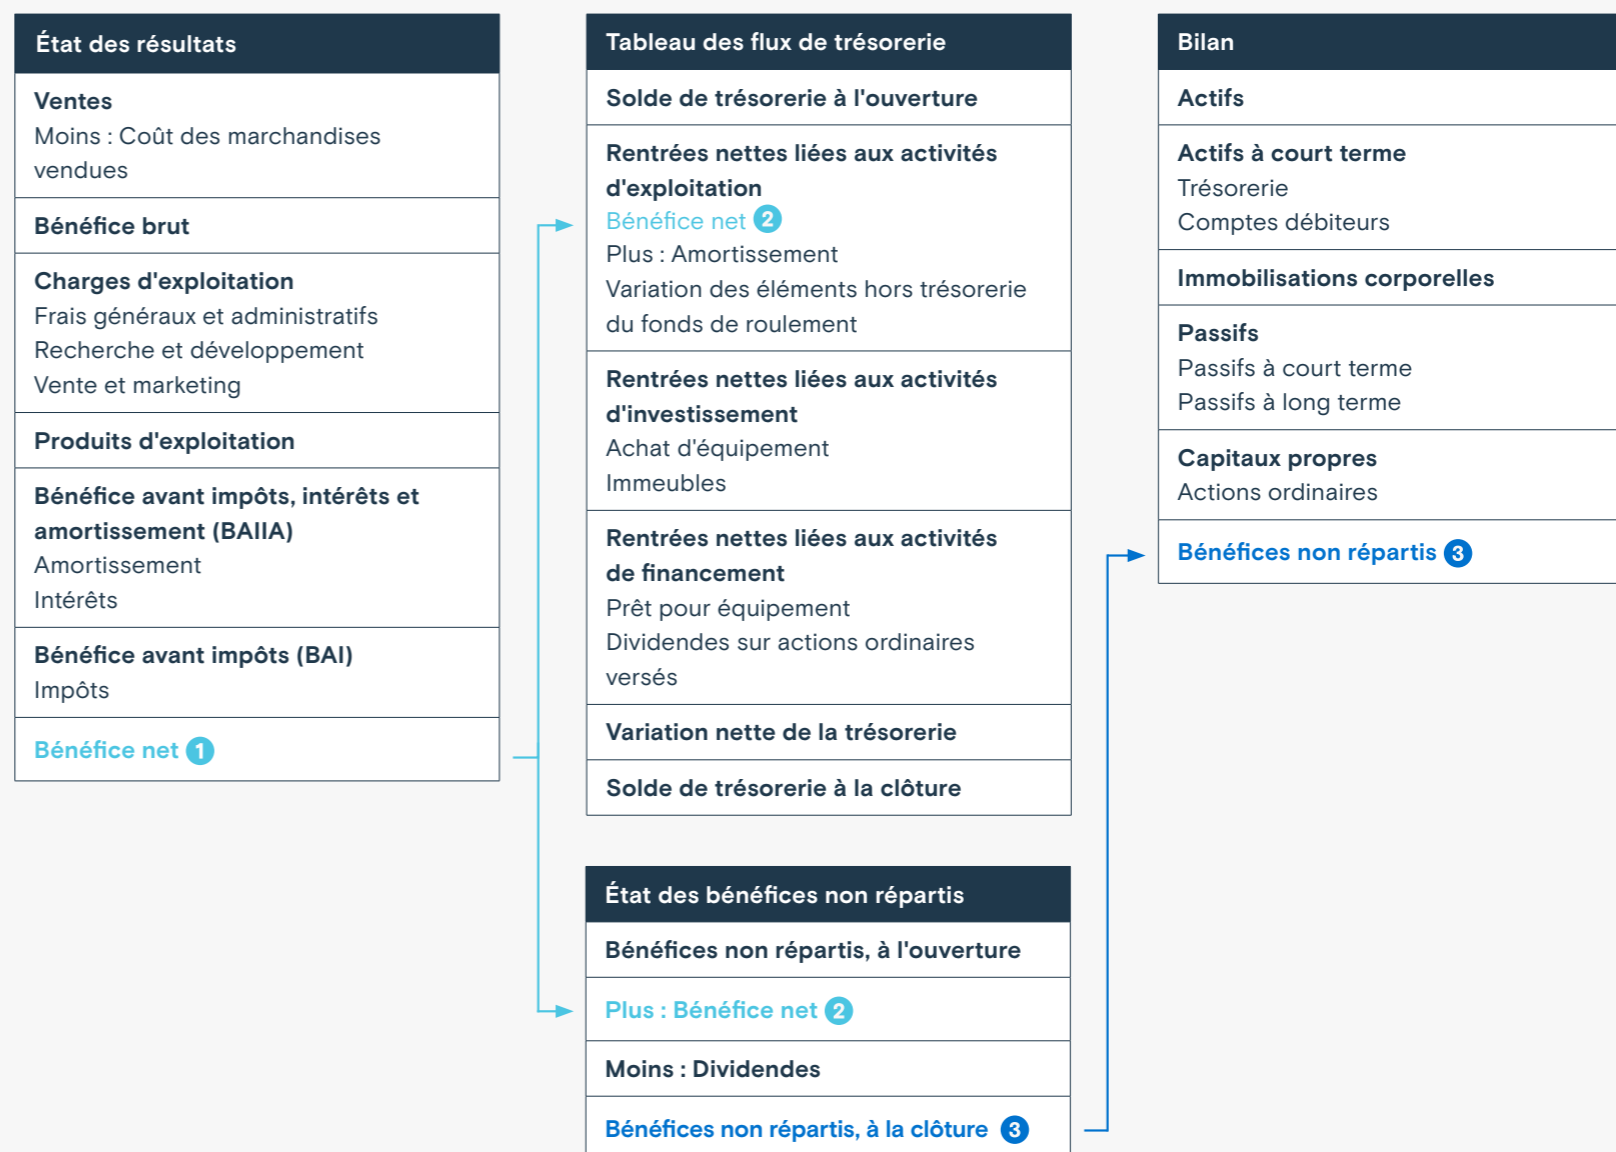 État des résultats
Ventes
Moins : Coût des marchandises
vendues
Bénéfice brut
Charges d'exploitation
Frais généraux et administratifs
Recherche et développement
Vente et marketing
Produits d'exploitation
Bénéfice avant impôts, intérêts et
amortissement (BAIIA)
Amortissement
Intérêts
Bénéfice avant impôts (BAI)
Impôts
Bénéfice net 1
Tableau des flux de trésorerie
Solde de trésorerie à l'ouverture
Rentrées nettes liées aux activités
d'exploitation
Bénéfice net 2
Plus : Amortissement
Variation des éléments hors trésorerie
du fonds de roulement
Rentrées nettes liées aux activités
d'investissement
Achat d'équipement
Immeubles
Rentrées nettes liées aux activités
de financement
Prêt pour équipement
Dividendes sur actions ordinaires
versés
Variation nette de la trésorerie
Solde de trésorerie à la clôture
État des bénéfices non répartis
Bénéfices non répartis, à l'ouverture
Plus : Bénéfice net 2
Moins : Dividendes
Bénéfices non répartis, à la clôture 3
Bilan
Actifs
Actifs à court terme
Trésorerie
Comptes débiteurs
Immobilisations corporelles
Passifs
Passifs à court terme
Passifs à long terme
Capitaux propres
Actions ordinaires
Bénéfices non répartis 3